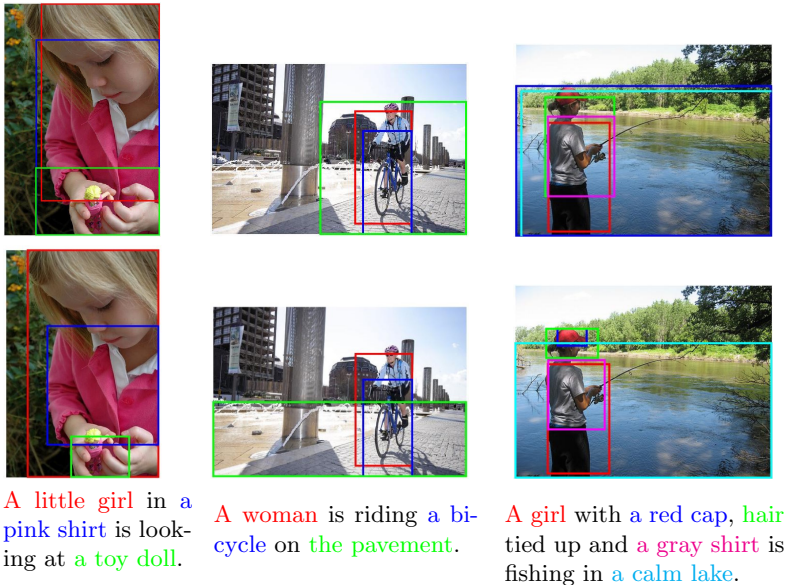 A little girl in a
pink shirt is look-
ing at a toy doll.
A woman is riding a bi-
cycle on the pavement.
A girl with a red cap, hair
tied up and a gray shirt is
fishing in a calm lake.